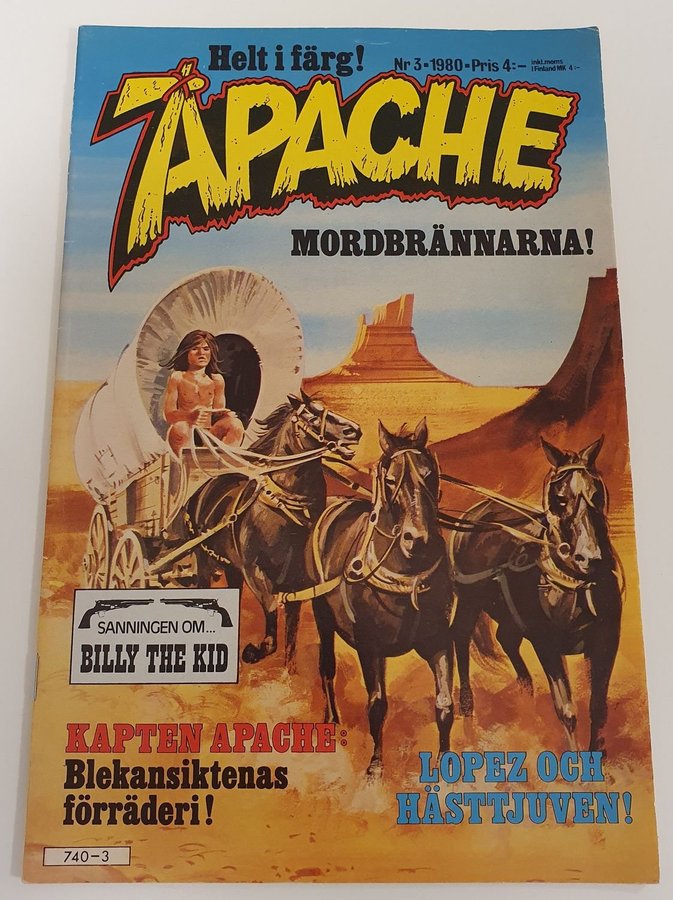 Helt i färg!
Nr 3 • 1980 • Pris 4:– inkl. moms
i Finland MK 4:–
APACHE
MORDBRÄNNARNA!
SANNINGEN OM...
BILLY THE KID
KAPTEN APACHE:
Blekansiktenas
förräderi!
LOPEZ OCH
HÄSTTJUVEN!
740–3